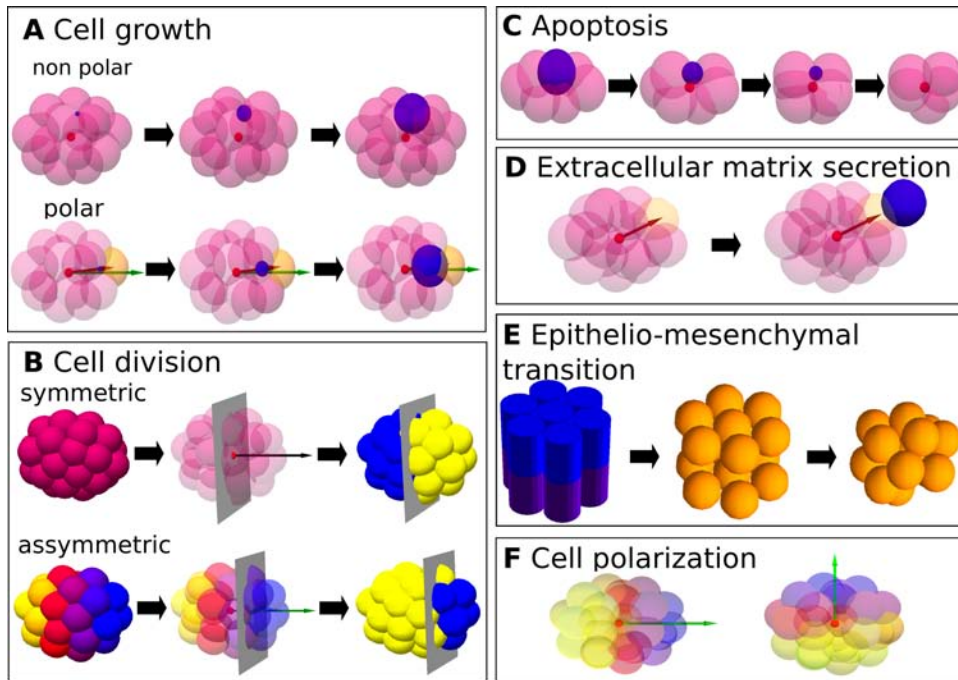 A Cell growth
non polar
polar
B Cell division
symmetric
assymmetric
C Apoptosis
D Extracellular matrix secretion
E Epithelio-mesenchymal
transition
F Cell polarization